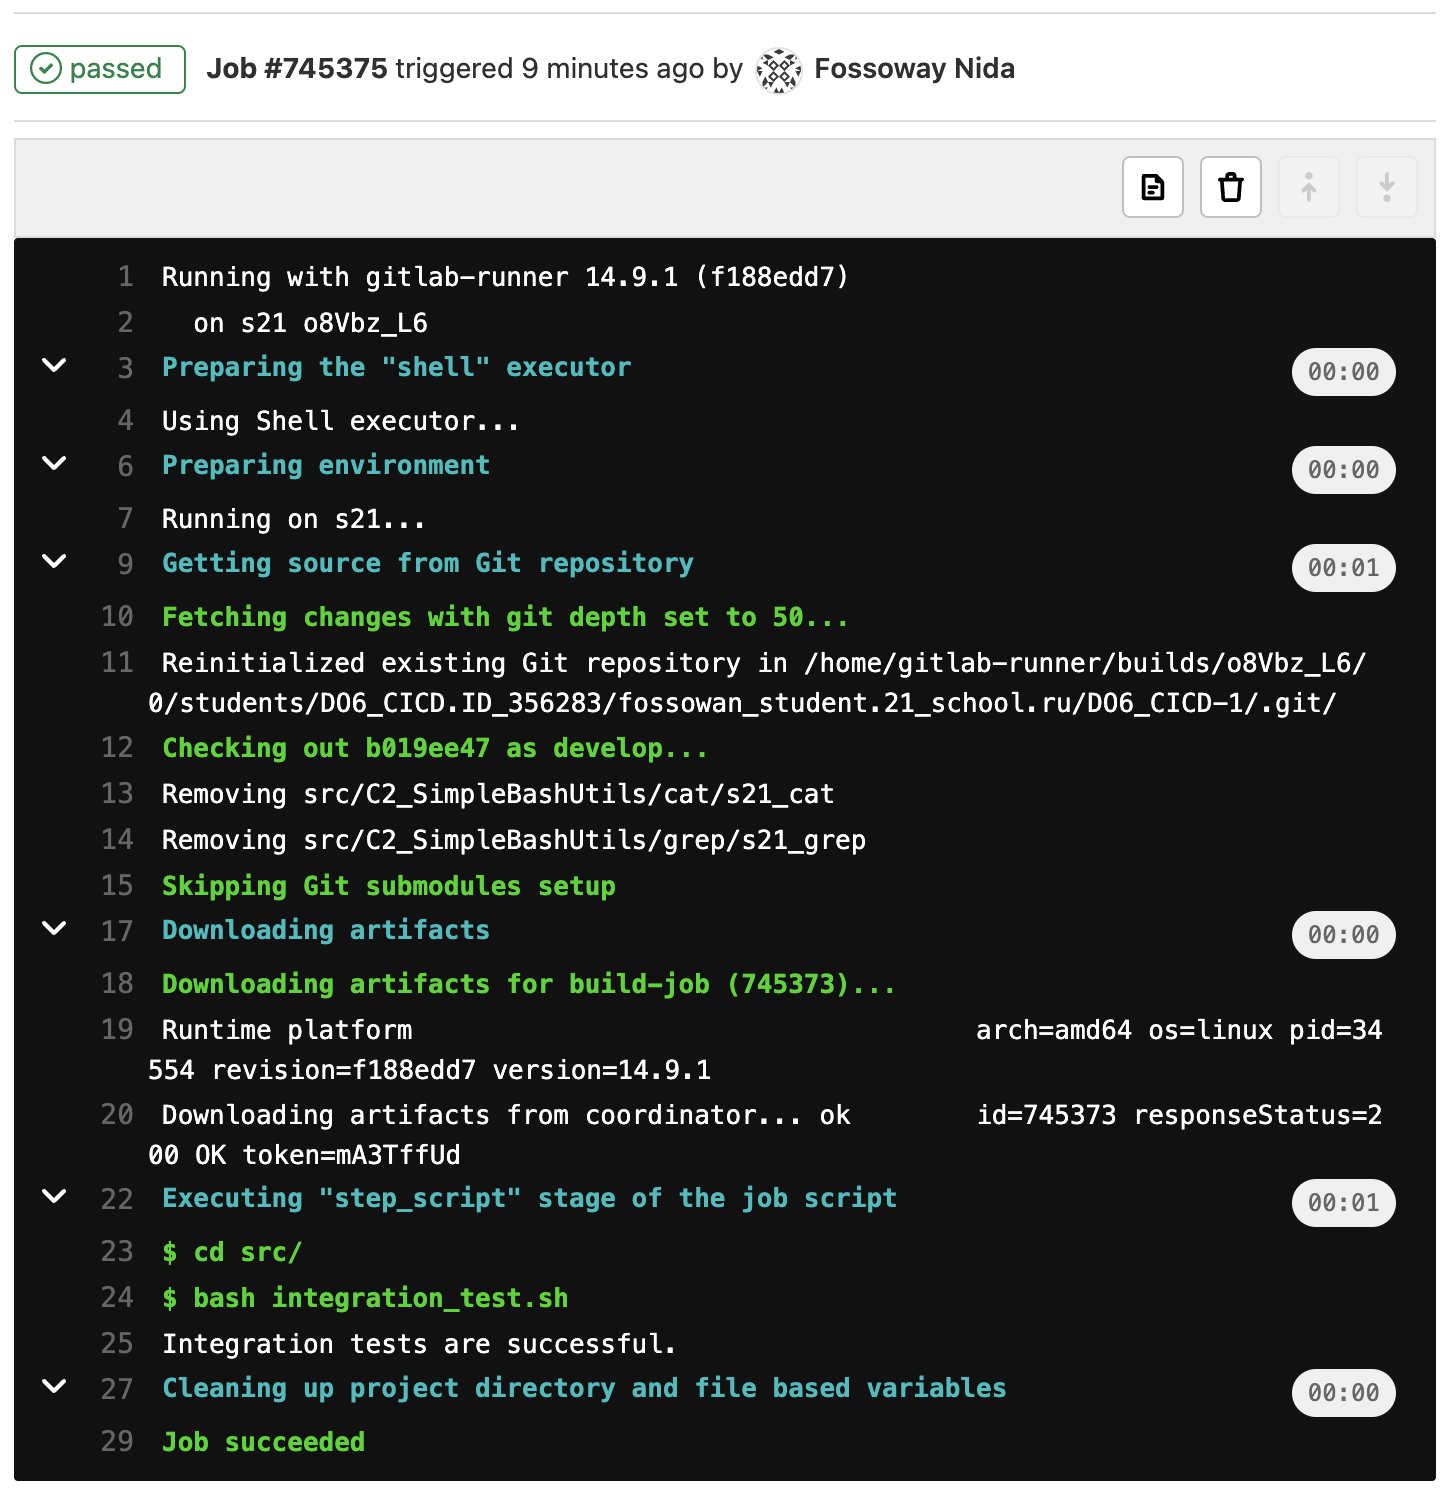 passed Job #745375 triggered 9 minutes ago by Fossoway Nida
1 Running with gitlab-runner 14.9.1 (f188edd7)
2 on s21 o8Vbz_L6
3 Preparing the "shell" executor 00:00
4 Using Shell executor...
6 Preparing environment 00:00
7 Running on s21...
9 Getting source from Git repository 00:01
10 Fetching changes with git depth set to 50...
11 Reinitialized existing Git repository in /home/gitlab-runner/builds/o8Vbz_L6/
0/students/DO6_CICD.ID_356283/fossowan_student.21_school.ru/DO6_CICD-1/.git/
12 Checking out b019ee47 as develop...
13 Removing src/C2_SimpleBashUtils/cat/s21_cat
14 Removing src/C2_SimpleBashUtils/grep/s21_grep
15 Skipping Git submodules setup
17 Downloading artifacts 00:00
18 Downloading artifacts for build-job (745373)...
19 Runtime platform arch=amd64 os=linux pid=34
554 revision=f188edd7 version=14.9.1
20 Downloading artifacts from coordinator... ok id=745373 responseStatus=2
00 OK token=mA3TffUd
22 Executing "step_script" stage of the job script 00:01
23 $ cd src/
24 $ bash integration_test.sh
25 Integration tests are successful.
27 Cleaning up project directory and file based variables 00:00
29 Job succeeded